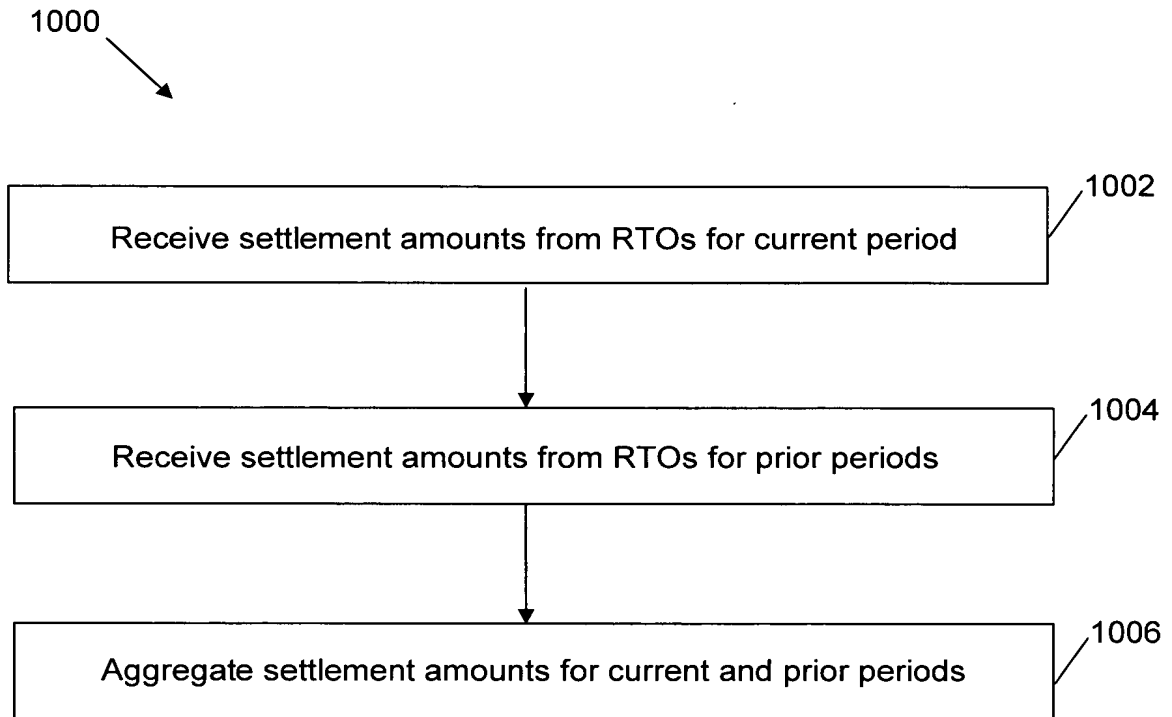 1000
1002
Receive settlement amounts from RTOs for current period
1004
Receive settlement amounts from RTOs for prior periods
1006
Aggregate settlement amounts for current and prior periods